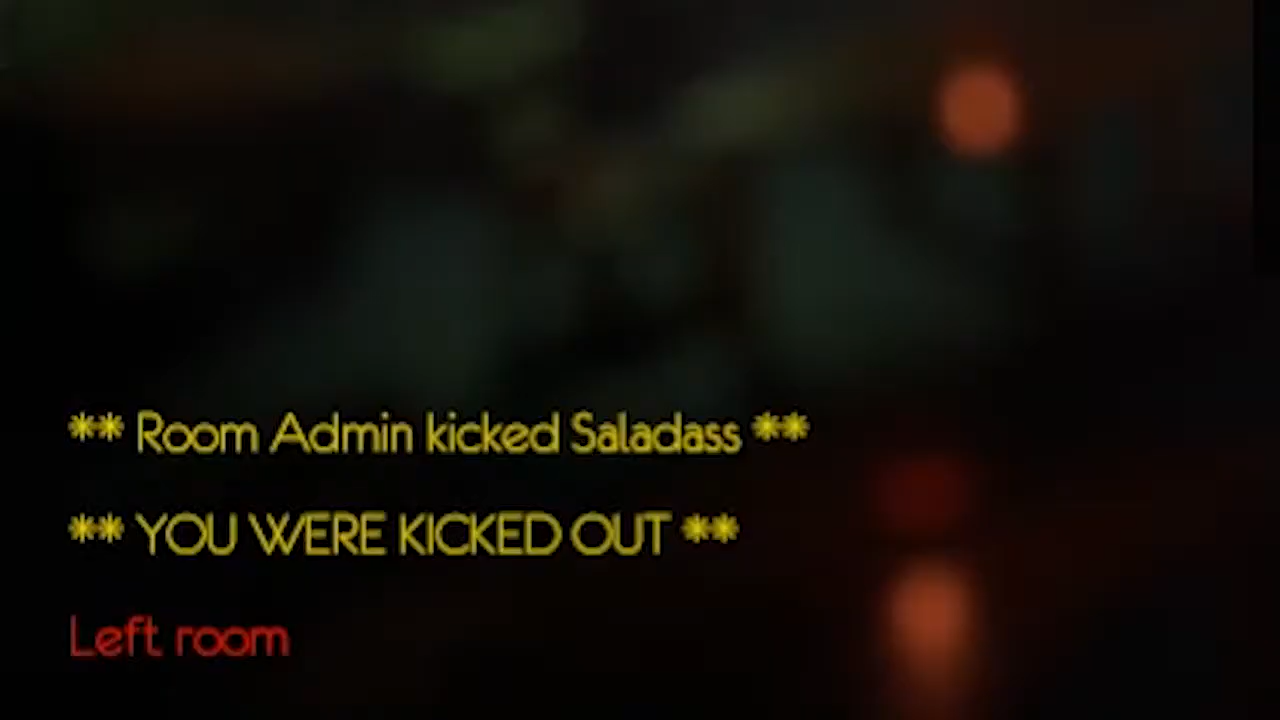 ** Room Admin kicked Saladass **
** YOU WERE KICKED OUT **
Left room